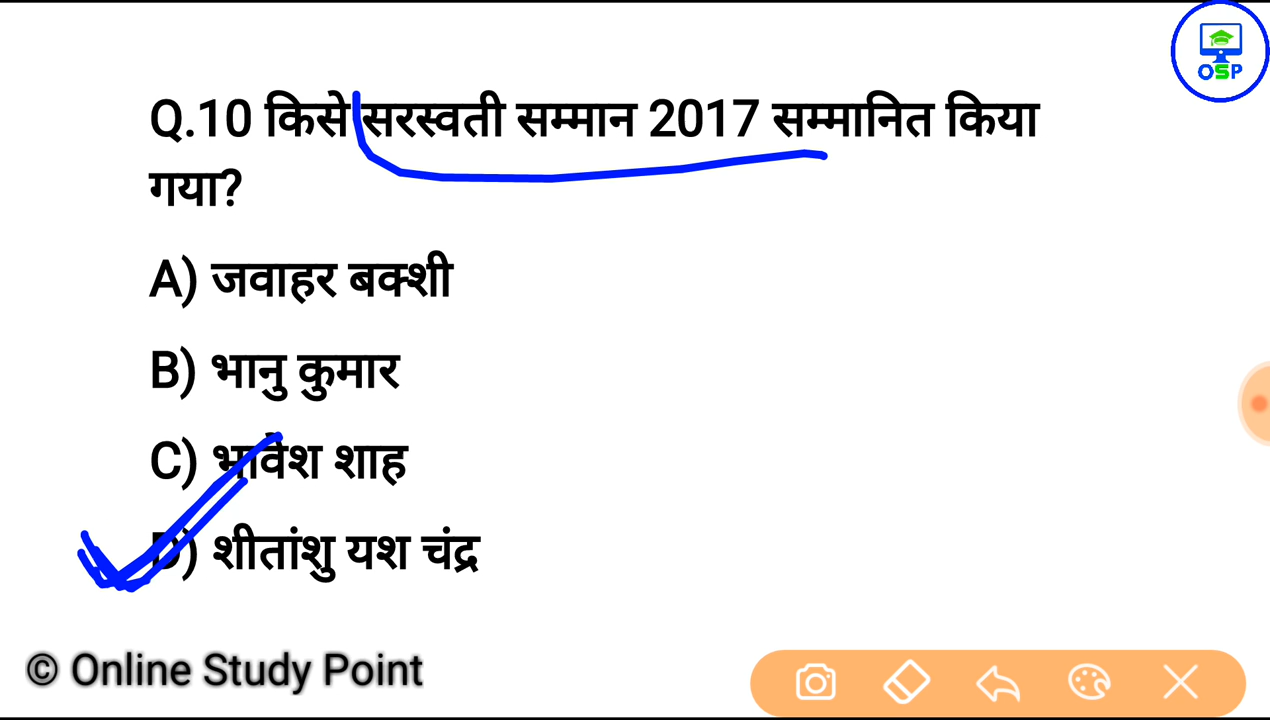 OSP
Q.10 किसे सरस्वती सम्मान 2017 सम्मानित किया
गया?
A) जवाहर बक्शी
B) भानु कुमार
C) भावेश शाह
D) शीतांशु यश चंद्र
© Online Study Point